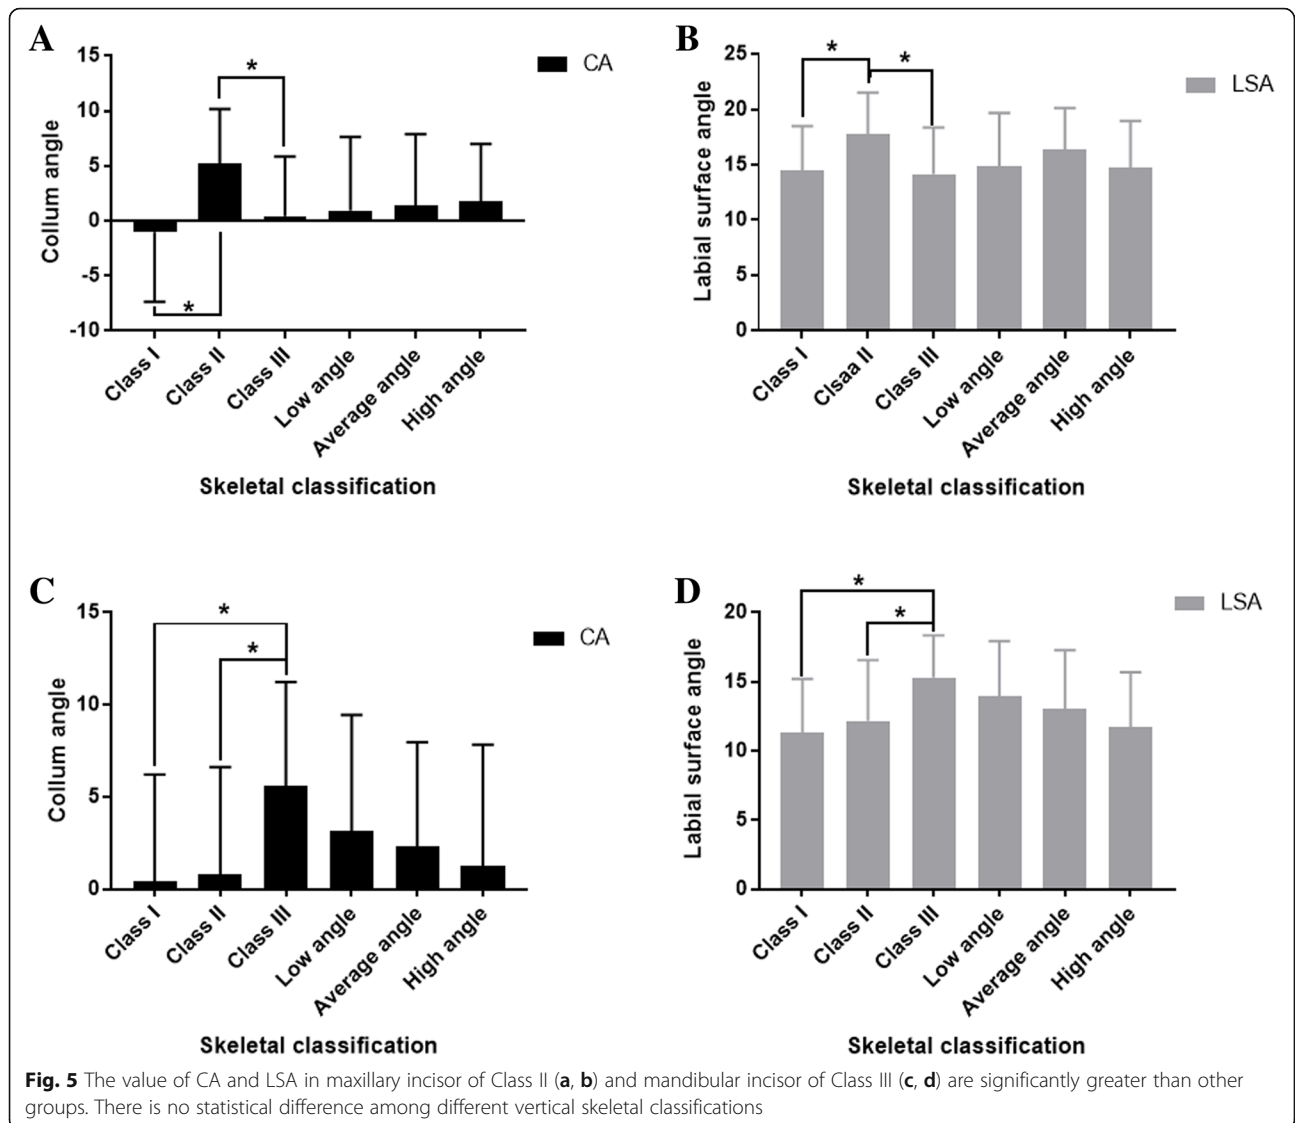 A
15
10
5
0
-5
-10
Collum angle
*
*
CA
Class I
Class II
Class III
Low angle
Average angle
High angle
Skeletal classification
B
25
20
15
10
5
0
Labial surface angle
*
*
LSA
Class I
Clsaa II
Class III
Low angle
Average angle
High angle
Skeletal classification
C
15
10
5
0
Collum angle
*
*
CA
Class I
Class II
Class III
Low angle
Average angle
High angle
Skeletal classification
D
20
15
10
5
0
Labial surface angle
*
*
LSA
Class I
Class II
Class III
Low angle
Average angle
High angle
Skeletal classification
Fig. 5 The value of CA and LSA in maxillary incisor of Class II (a, b) and mandibular incisor of Class III (c, d) are significantly greater than other
groups. There is no statistical difference among different vertical skeletal classifications